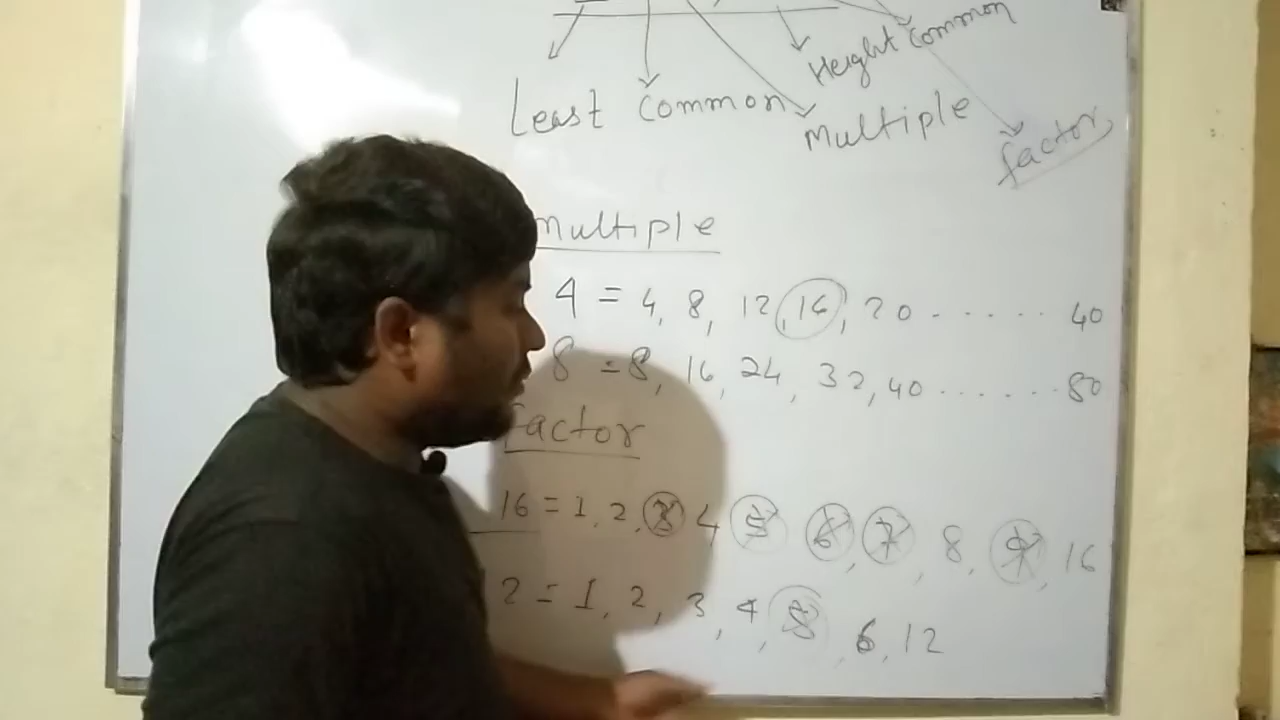 Least Common Multiple
Height Common factor
Multiple
4 = 4, 8, 12, 16, 20 ...... 40
8 = 8, 16, 24, 32, 40 ...... 80
factor
16 = 1, 2, 3 4 5 6, 7, 8, 9, 16
2 = 1, 2, 3, 4, 5, 6, 12